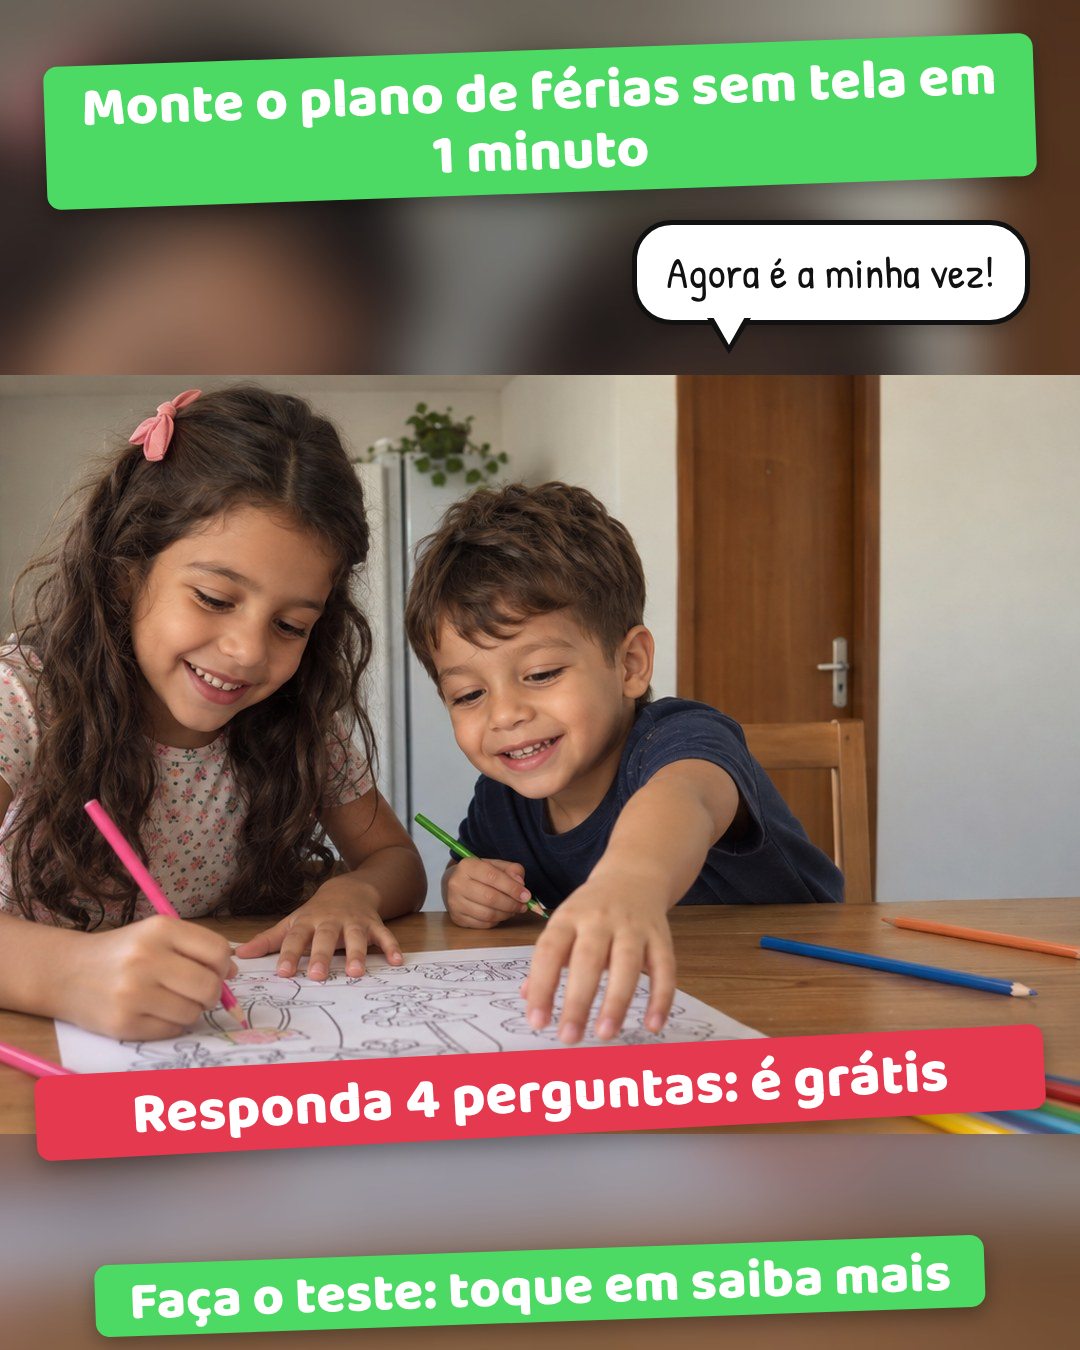 Monte o plano de férias sem tela em
1 minuto
Agora é a minha vez!
Responda 4 perguntas: é grátis
Faça o teste: toque em saiba mais